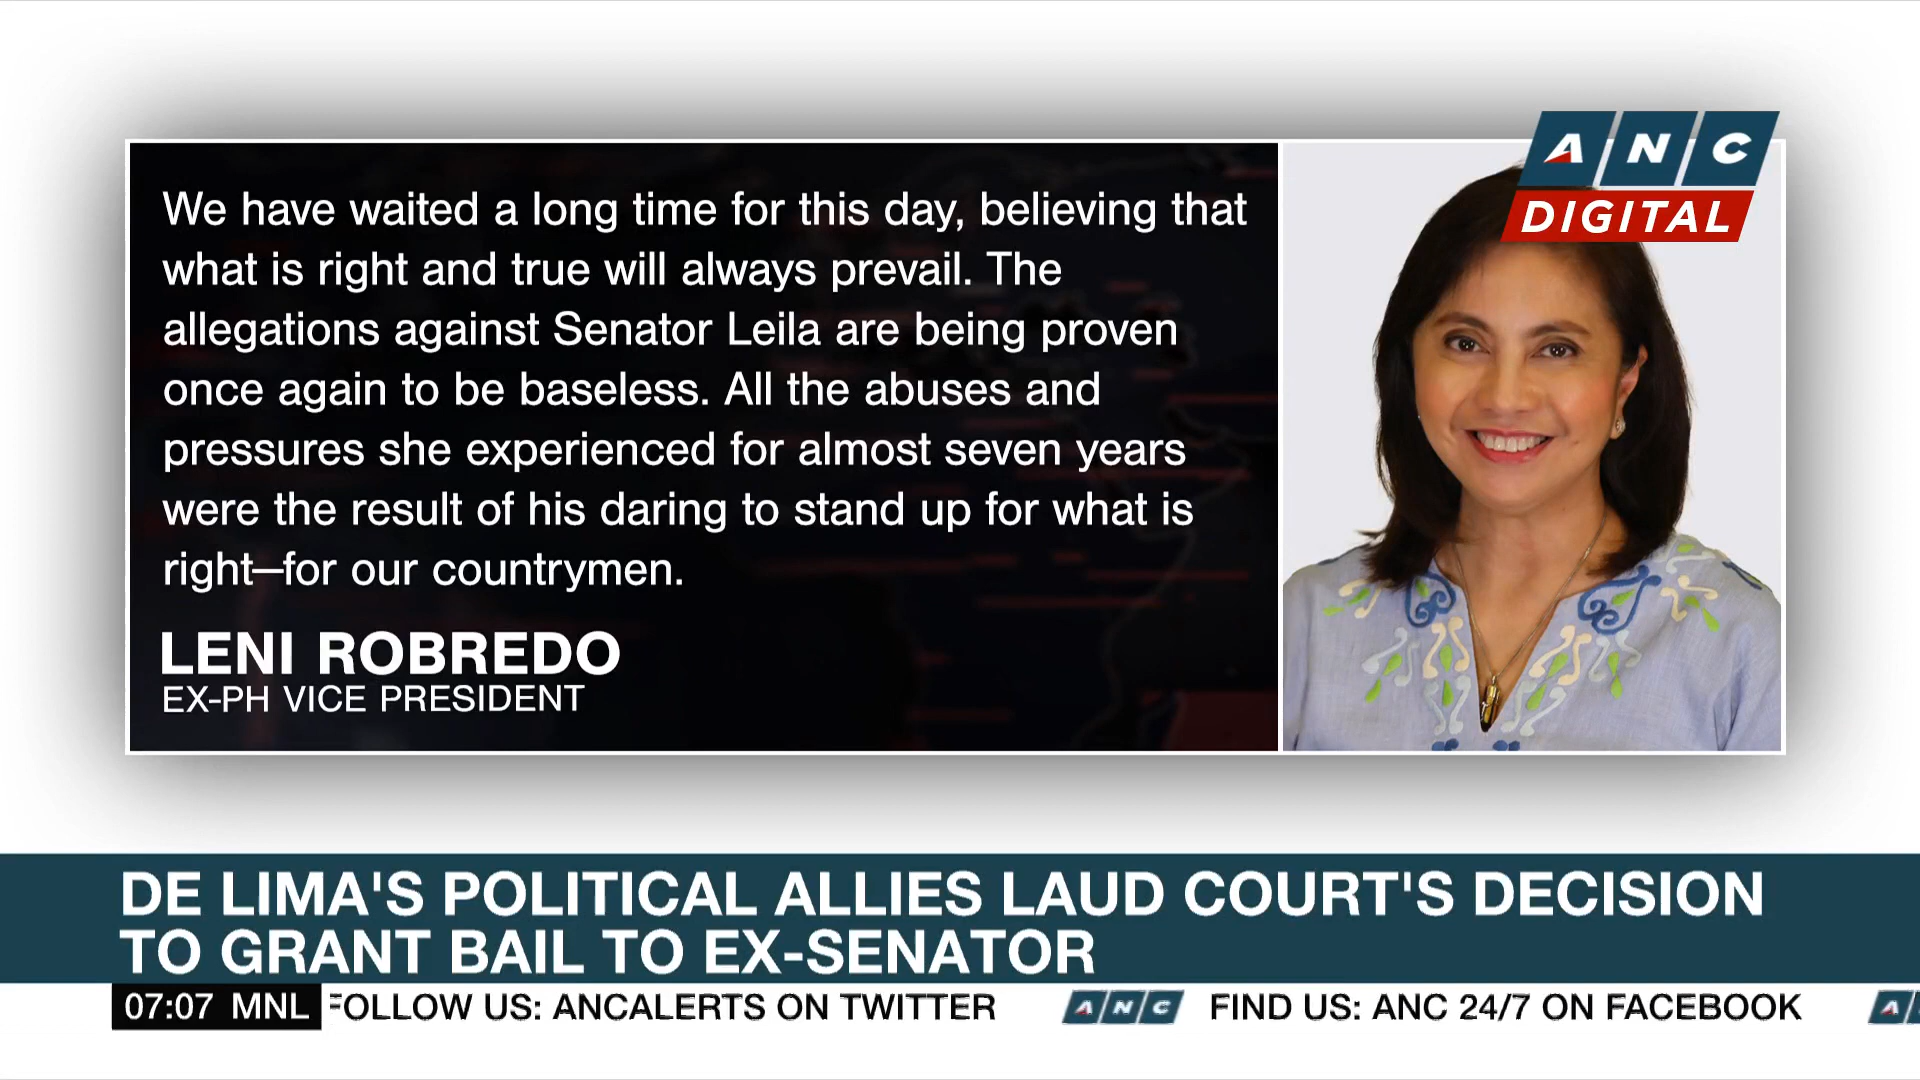 ANC
DIGITAL
We have waited a long time for this day, believing that
what is right and true will always prevail. The
allegations against Senator Leila are being proven
once again to be baseless. All the abuses and
pressures she experienced for almost seven years
were the result of his daring to stand up for what is
right—for our countrymen.
LENI ROBREDO
EX-PH VICE PRESIDENT
DE LIMA'S POLITICAL ALLIES LAUD COURT'S DECISION
TO GRANT BAIL TO EX-SENATOR
07:07 MNL FOLLOW US: ANCALERTS ON TWITTER ANC FIND US: ANC 24/7 ON FACEBOOK A